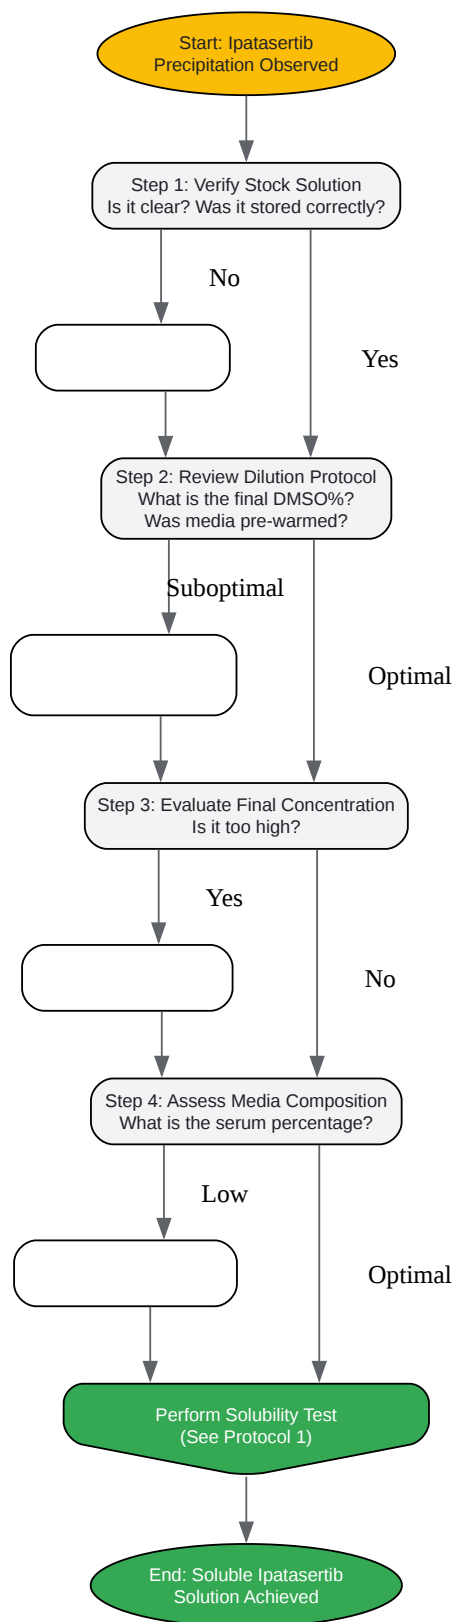 Start: Ipatasertib
Precipitation Observed
Step 1: Verify Stock Solution
Is it clear? Was it stored correctly?
No
Yes
Step 2: Review Dilution Protocol
What is the final DMSO%?
Was media pre-warmed?
Suboptimal
Optimal
Step 3: Evaluate Final Concentration
Is it too high?
Yes
No
Step 4: Assess Media Composition
What is the serum percentage?
Low
Optimal
Perform Solubility Test
(See Protocol 1)
End: Soluble Ipatasertib
Solution Achieved